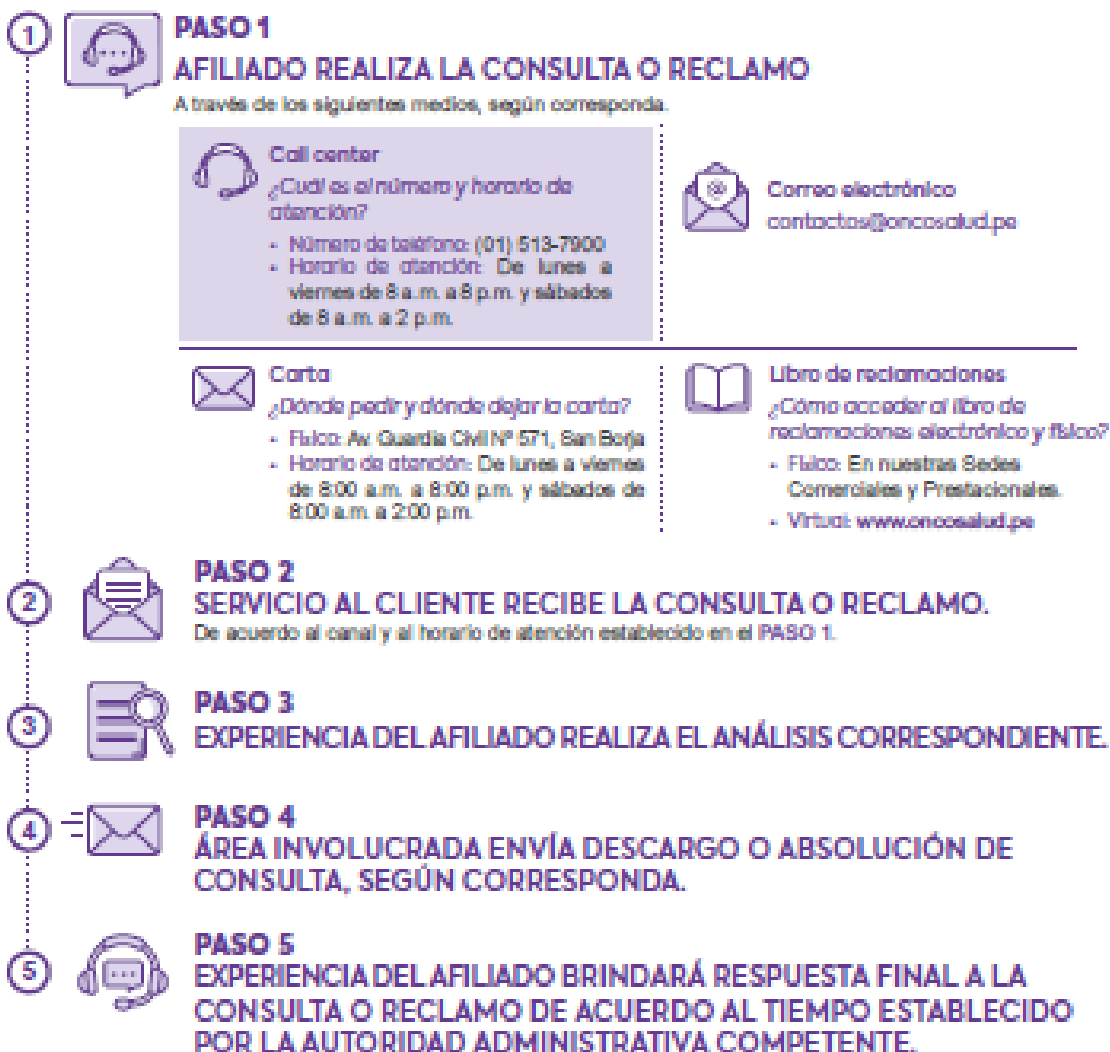 1
PASO 1
AFILIADO REALIZA LA CONSULTA O RECLAMO
A través de los siguientes medios, según corresponda.
Call center
¿Cuál es el número y horario de
atención?
- Número de teléfono: (01) 513-7900
- Horario de atención: De lunes a
viernes de 8 a.m. a 8 p.m. y sábados
de 8 a.m. a 2 p.m.
@
Correo electrónico
contactos@oncosalud.pe
Carta
¿Dónde pedir y dónde dejar la carta?
- Físico: Av. Guardia Civil Nº 571, San Borja
- Horario de atención: De lunes a viernes
de 8:00 a.m. a 8:00 p.m. y sábados de
8:00 a.m. a 2:00 p.m.
Libro de reclamaciones
¿Cómo acceder al libro de
reclamaciones electrónico y físico?
- Físico: En nuestras Sedes
Comerciales y Prestacionales.
- Virtual: www.oncosalud.pe
2
PASO 2
SERVICIO AL CLIENTE RECIBE LA CONSULTA O RECLAMO.
De acuerdo al canal y al horario de atención establecido en el PASO 1.
3
PASO 3
EXPERIENCIA DEL AFILIADO REALIZA EL ANÁLISIS CORRESPONDIENTE.
4
PASO 4
ÁREA INVOLUCRADA ENVÍA DESCARGO O ABSOLUCIÓN DE
CONSULTA, SEGÚN CORRESPONDA.
5
PASO 5
EXPERIENCIA DEL AFILIADO BRINDARÁ RESPUESTA FINAL A LA
CONSULTA O RECLAMO DE ACUERDO AL TIEMPO ESTABLECIDO
POR LA AUTORIDAD ADMINISTRATIVA COMPETENTE.